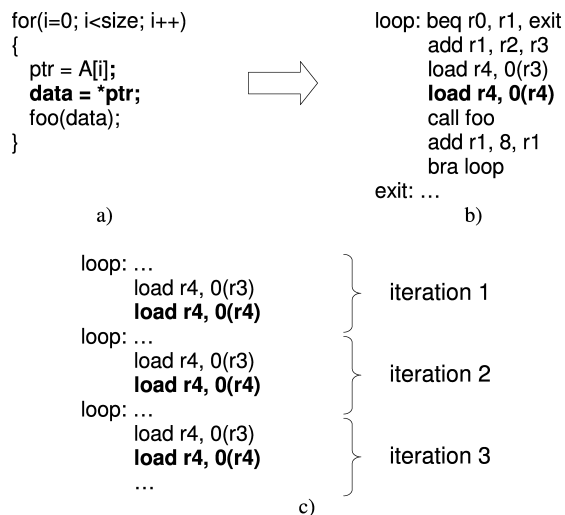 for(i=0; i<size; i++)
{
ptr = A[i];
data = *ptr;
foo(data);
}
a)
loop: beq r0, r1, exit
add r1, r2, r3
load r4, 0(r3)
load r4, 0(r4)
call foo
add r1, 8, r1
bra loop
exit: …
b)
loop: …
load r4, 0(r3)
load r4, 0(r4)
iteration 1
loop: …
load r4, 0(r3)
load r4, 0(r4)
iteration 2
loop: …
load r4, 0(r3)
load r4, 0(r4)
…
iteration 3
c)